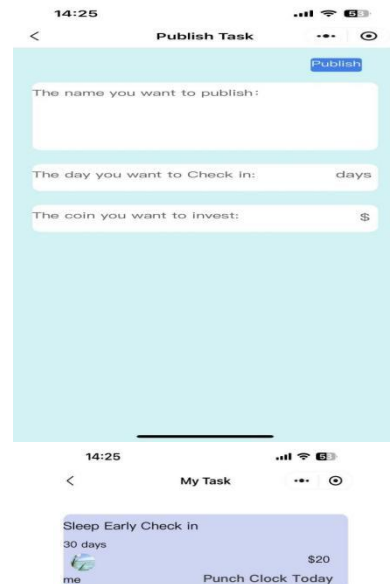 14:25
Publish Task
Publish
The name you want to publish:
The day you want to Check in: days
The coin you want to invest: $
14:25
My Task
Sleep Early Check in
30 days
$20
me Punch Clock Today